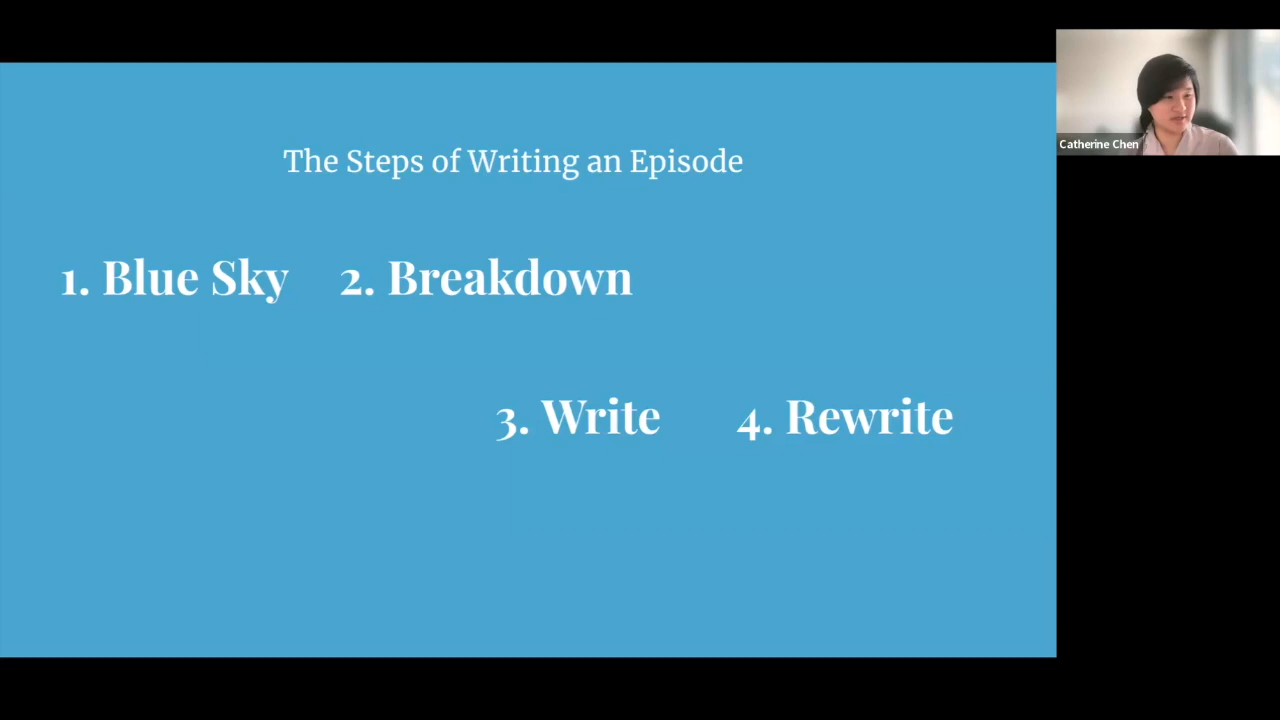 The Steps of Writing an Episode
1. Blue Sky
2. Breakdown
3. Write
4. Rewrite
Catherine Chen